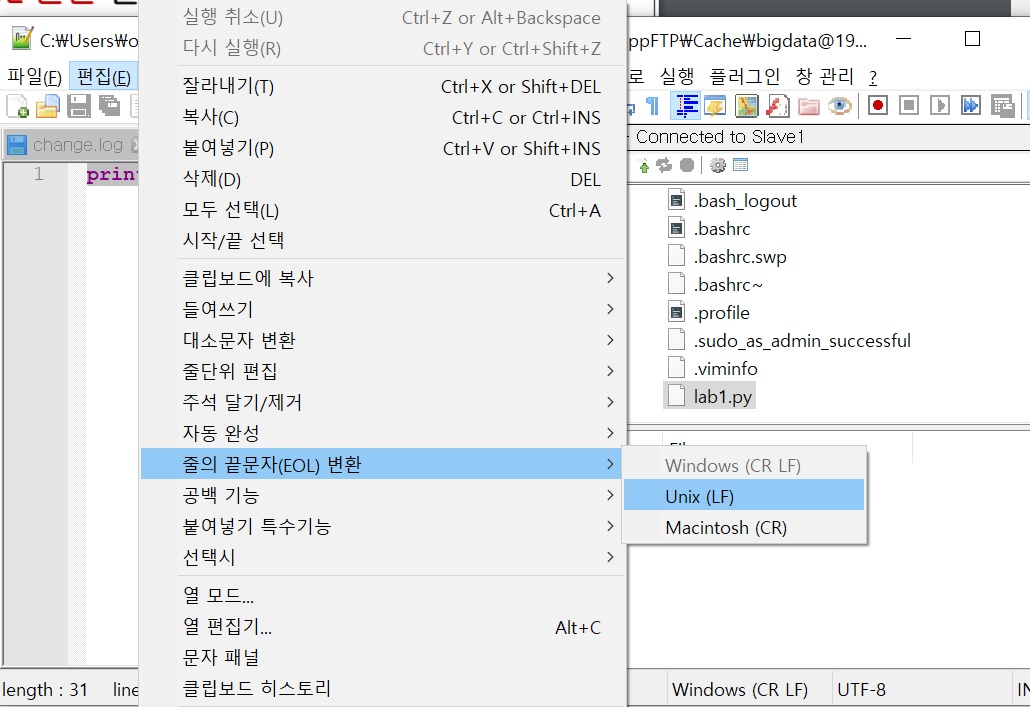 실행 취소(U) Ctrl+Z or Alt+Backspace
다시 실행(R) Ctrl+Y or Ctrl+Shift+Z
잘라내기(T) Ctrl+X or Shift+DEL
복사(C) Ctrl+C or Ctrl+INS
붙여넣기(P) Ctrl+V or Shift+INS
삭제(D) DEL
모두 선택(L) Ctrl+A
시작/끝 선택
클립보드에 복사
들여쓰기
대소문자 변환
줄단위 편집
주석 달기/제거
자동 완성
줄의 끝문자(EOL) 변환
공백 기능
붙여넣기 특수기능
선택시
열 모드...
열 편집기... Alt+C
문자 패널
클립보드 히스토리
Windows (CR LF)
Unix (LF)
Macintosh (CR)
C:₩Users₩o
ppFTP₩Cache₩bigdata@19...
파일(F) 편집(E)
로 실행 플러그인 창 관리 ?
change.log
1 prin
Connected to Slave1
.bash_logout
.bashrc
.bashrc.swp
.bashrc~
.profile
.sudo_as_admin_successful
.viminfo
lab1.py
length : 31 line
Windows (CR LF) UTF-8 IN